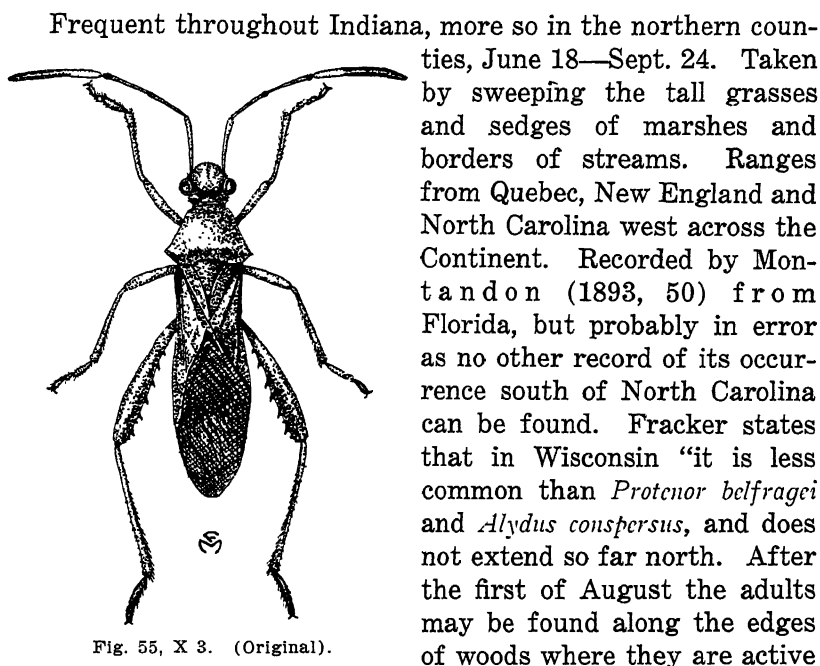 Frequent throughout Indiana, more so in the northern coun-
ties, June 18—Sept. 24. Taken
by sweeping the tall grasses
and sedges of marshes and
borders of streams. Ranges
from Quebec, New England and
North Carolina west across the
Continent. Recorded by Mon-
tandon (1893, 50) from
Florida, but probably in error
as no other record of its occur-
rence south of North Carolina
can be found. Fracker states
that in Wisconsin “it is less
common than Protenor belfragei
and Alydus conspersus, and does
not extend so far north. After
the first of August the adults
may be found along the edges
of woods where they are active
Fig. 55, X 3. (Original).